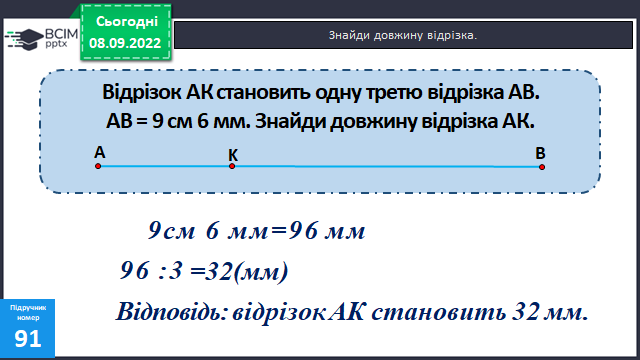 Сьогодні
08.09.2022
ВСІМ
pptx
Знайди довжину відрізка.
Відрізок АК становить одну третю відрізка АВ.
АВ = 9 см 6 мм. Знайди довжину відрізка АК.
А
К
В
9см 6 мм=96 мм
96 :3 =32(мм)
Відповідь: відрізок АК становить 32 мм.
Підручник
номер
91